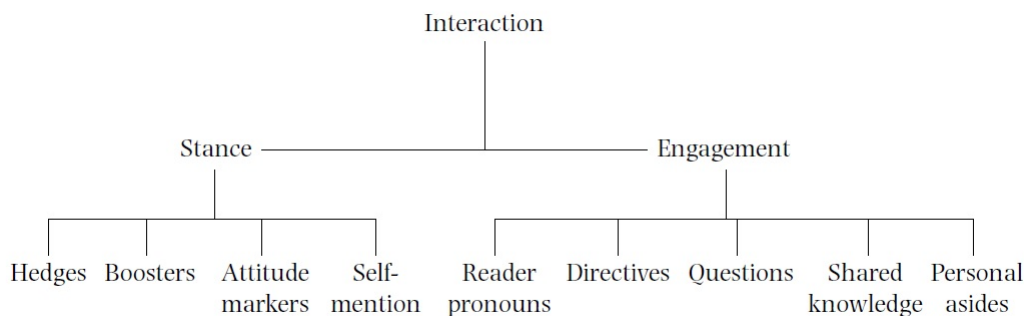 Interaction
Stance Engagement
Hedges Boosters Attitude Self- Reader Directives Questions Shared Personal
markers mention pronouns knowledge asides